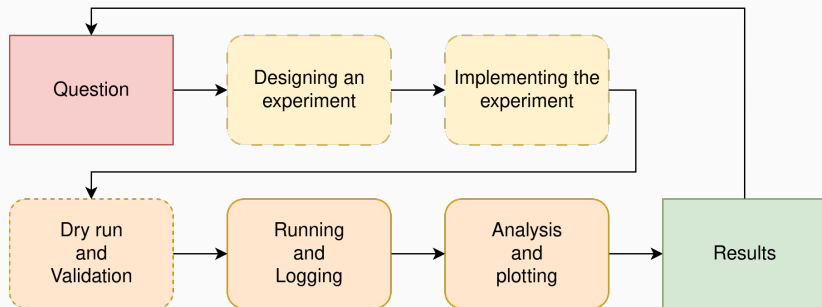 Question
Designing an
experiment
Implementing the
experiment
Dry run
and
Validation
Running
and
Logging
Analysis
and
plotting
Results